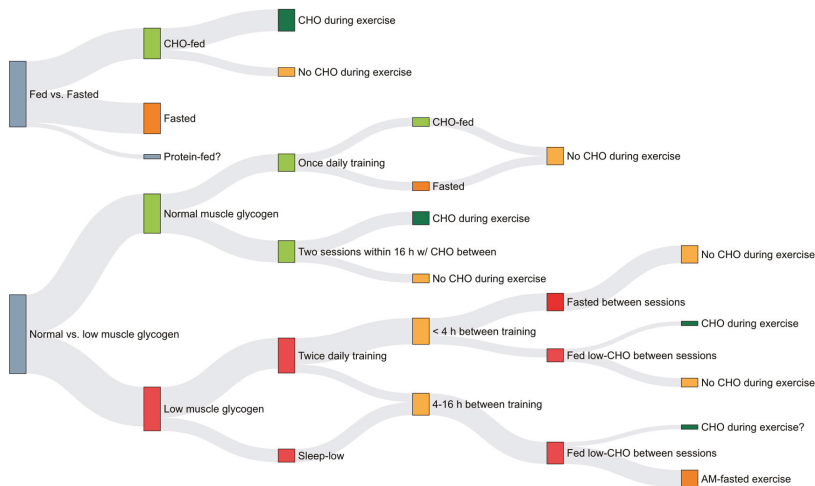 CHO during exercise
CHO-fed
No CHO during exercise
Fed vs. Fasted
Fasted
Protein-fed?
CHO-fed
Once daily training
No CHO during exercise
Fasted
Normal muscle glycogen
CHO during exercise
Two sessions within 16 h w/ CHO between
No CHO during exercise
No CHO during exercise
Fasted between sessions
CHO during exercise
Normal vs. low muscle glycogen
< 4 h between training
Twice daily training
Fed low-CHO between sessions
No CHO during exercise
4-16 h between training
Low muscle glycogen
CHO during exercise?
Sleep-low
Fed low-CHO between sessions
AM-fasted exercise